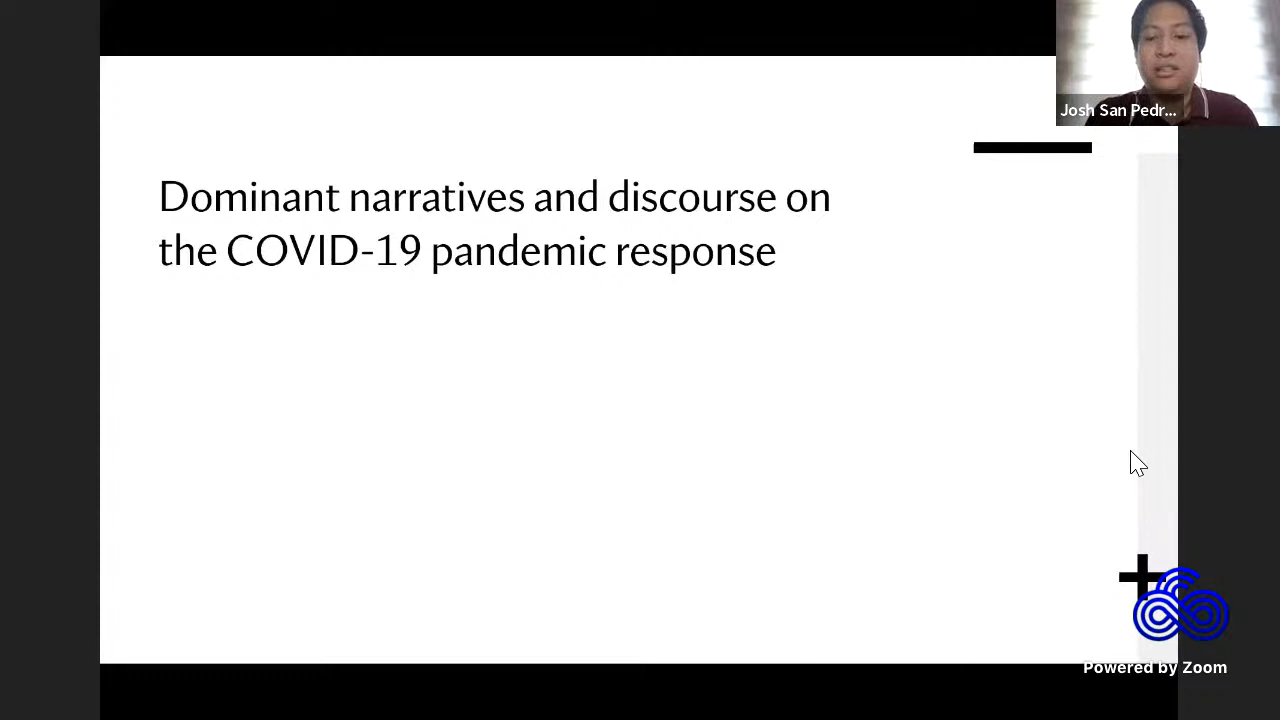 Josh San Pedr...
Dominant narratives and discourse on
the COVID-19 pandemic response
Powered by Zoom